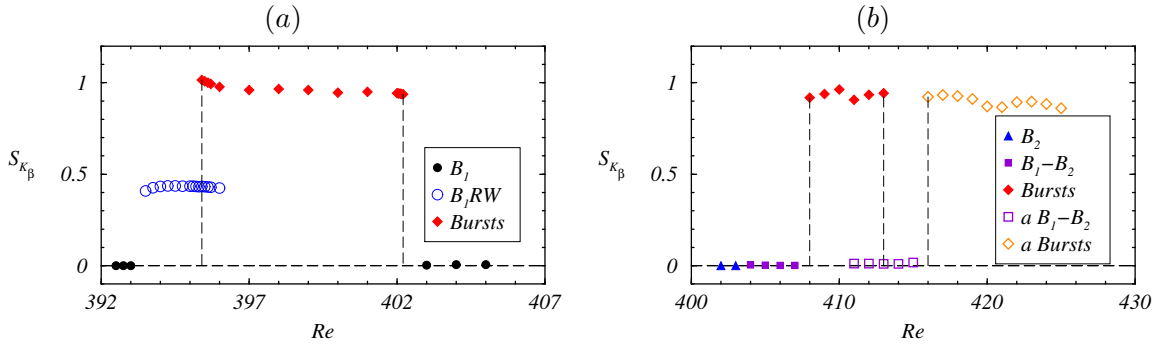 (a)
1
0.5
0
S_{K_β}
392 397 402 407
Re
B_1
B_1RW
Bursts
(b)
1
0.5
0
S_{K_β}
400 410 420 430
Re
B_2
B_1−B_2
Bursts
a B_1−B_2
a Bursts